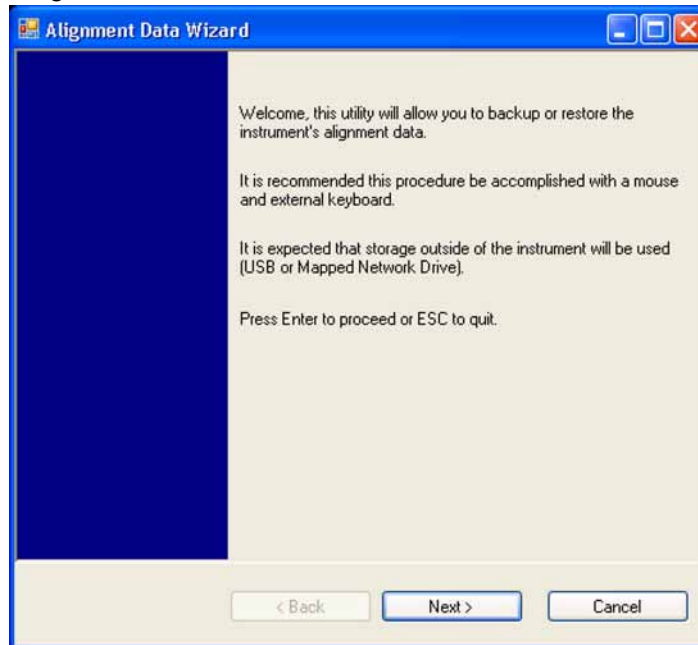 Alignment Data Wizard
Welcome, this utility will allow you to backup or restore the
instrument's alignment data.
It is recommended this procedure be accomplished with a mouse
and external keyboard.
It is expected that storage outside of the instrument will be used
(USB or Mapped Network Drive).
Press Enter to proceed or ESC to quit.
< Back Next > Cancel